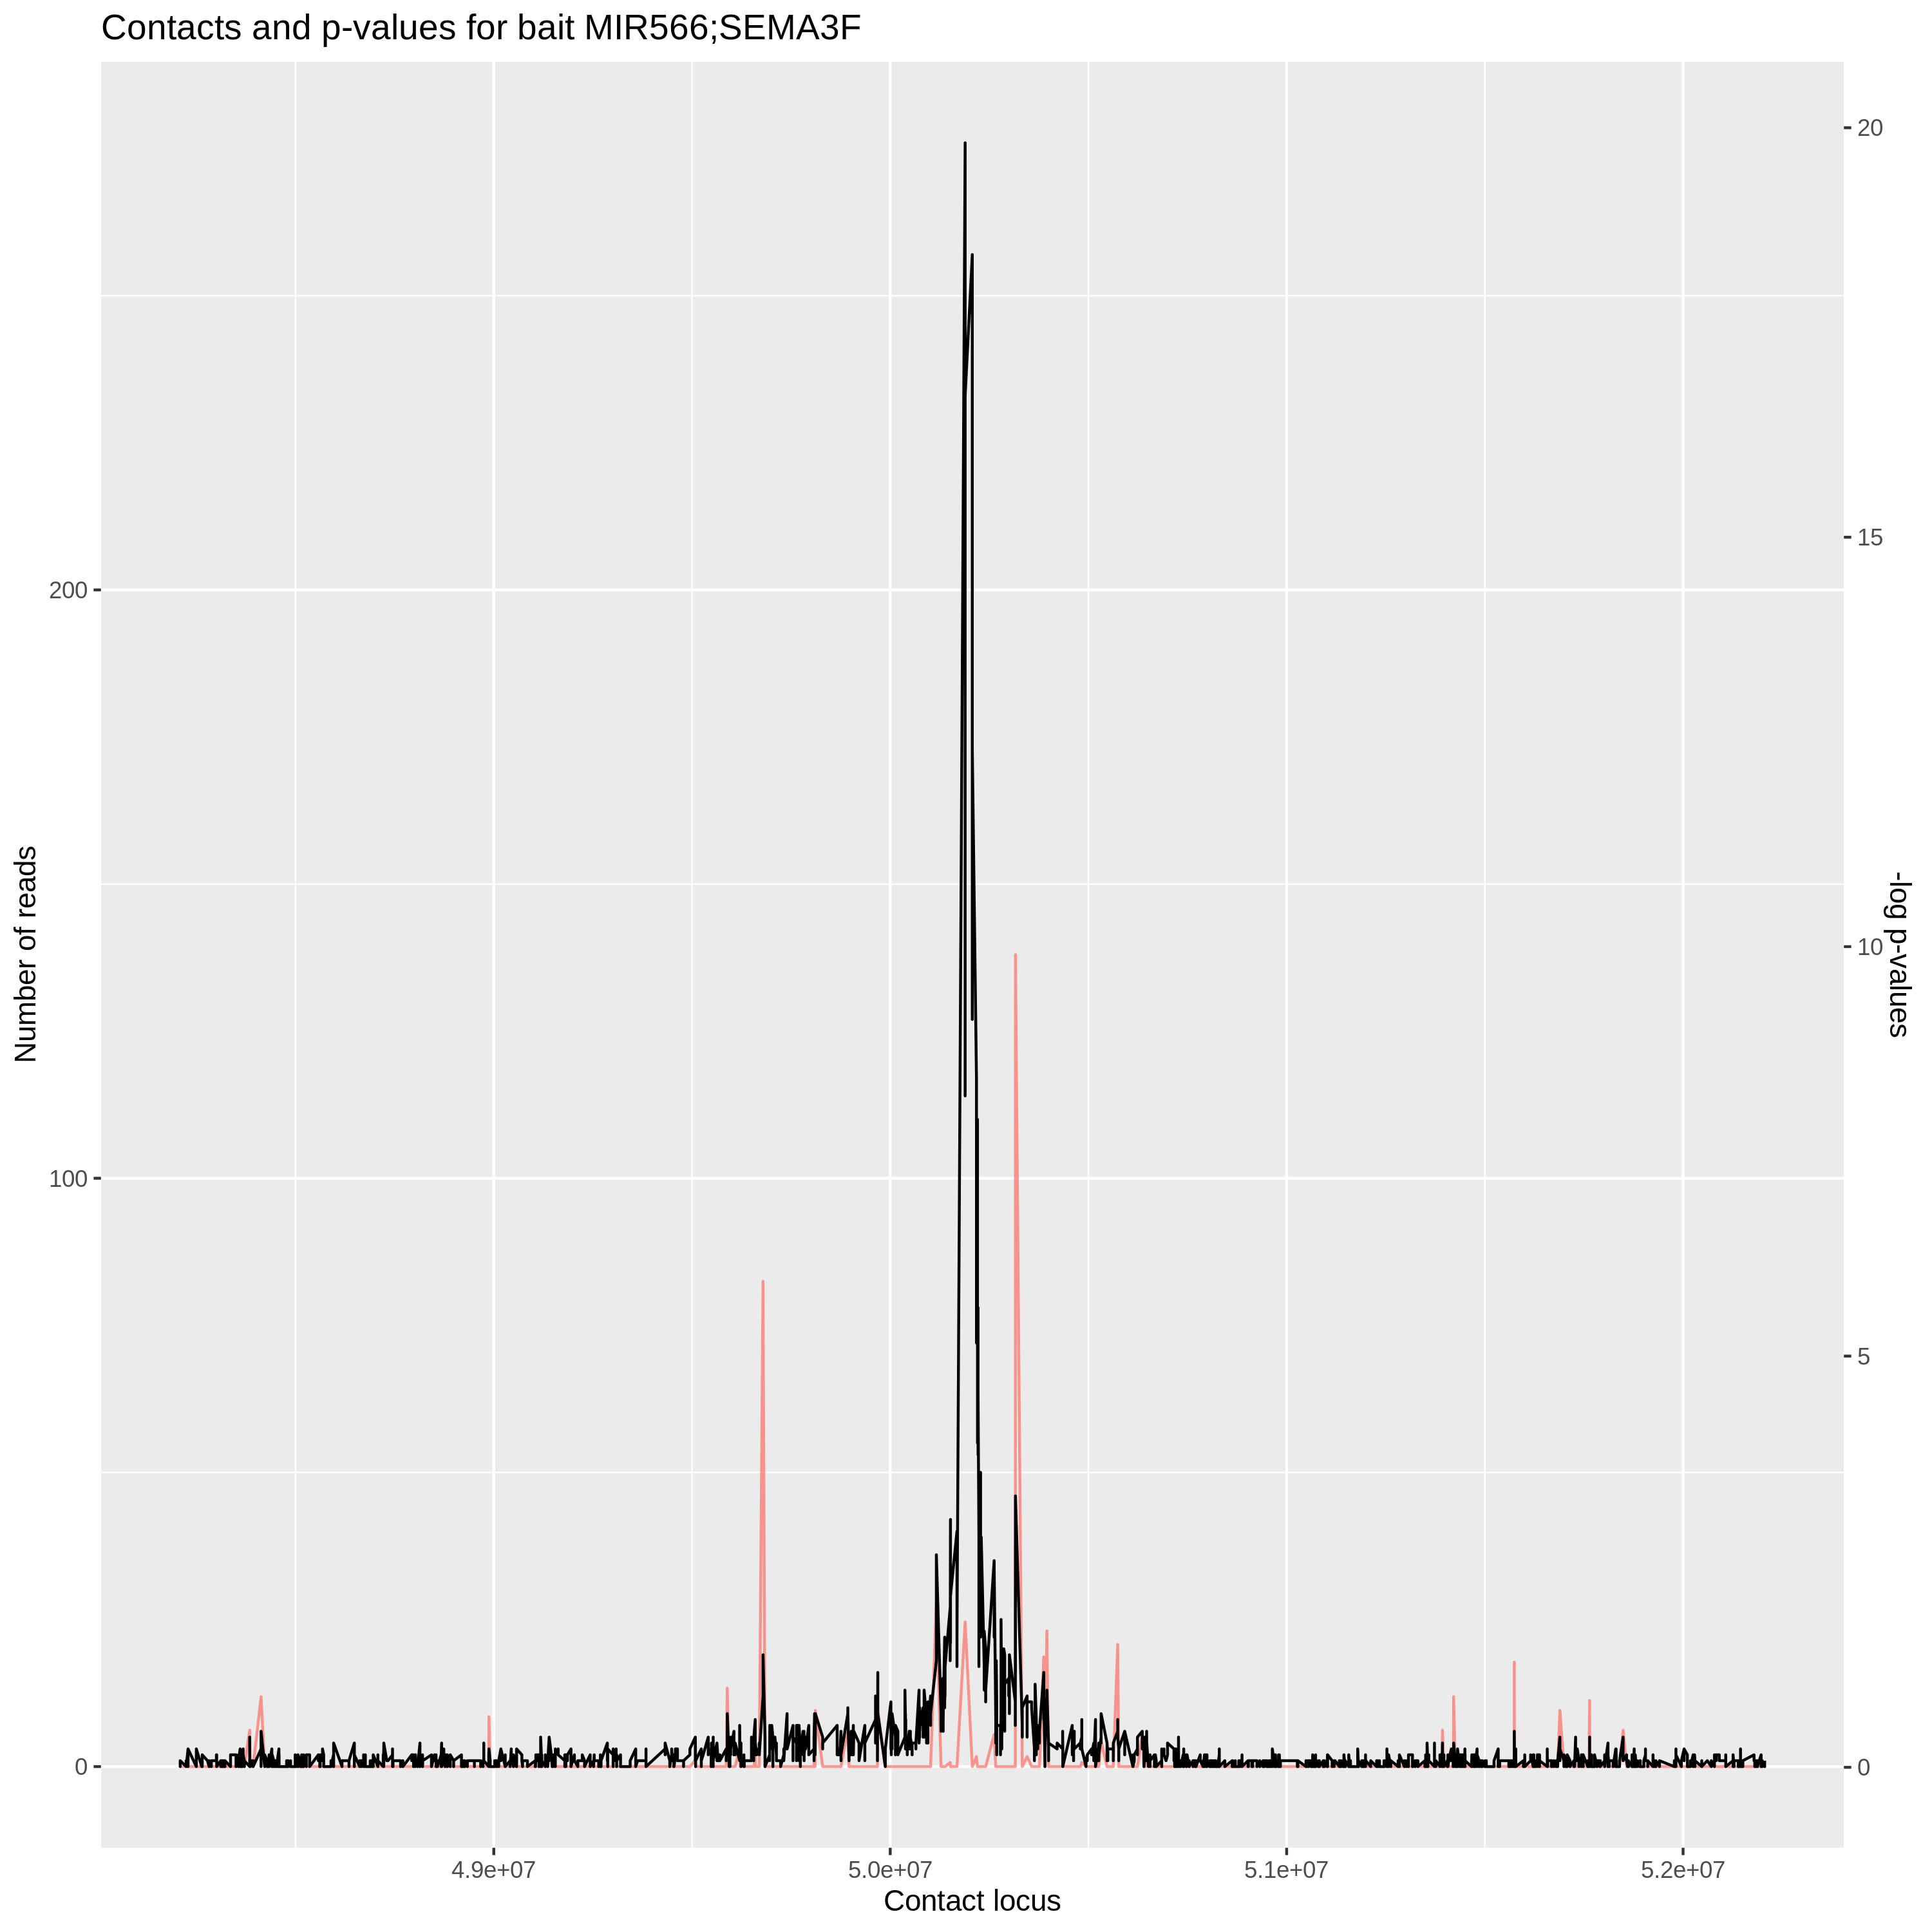 Contacts and p-values for bait MIR566;SEMA3F
Number of reads
200
100
0
20
15
10
5
0
-log p-values
4.9e+07
5.0e+07
5.1e+07
5.2e+07
Contact locus